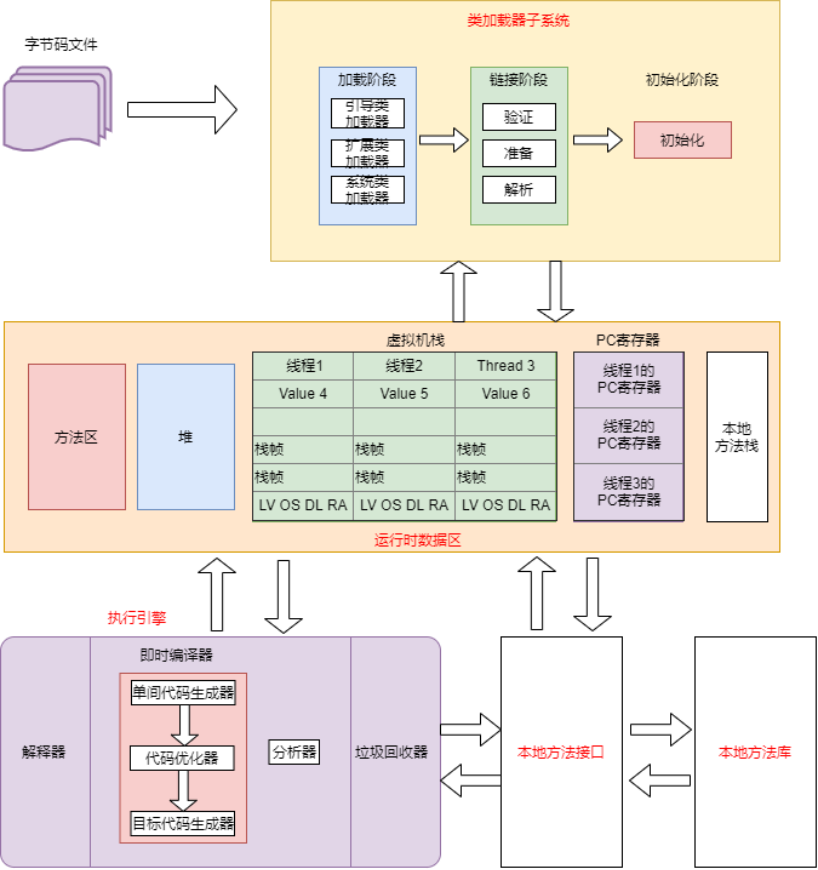 类加载器子系统
字节码文件
加载阶段
链接阶段
初始化阶段
引导类
加载器
扩展类
加载器
系统类
加载器
验证
准备
解析
初始化
虚拟机栈
PC寄存器
方法区
堆
线程1
线程2
Thread 3
Value 4
Value 5
Value 6
栈帧
栈帧
栈帧
栈帧
栈帧
栈帧
LV OS DL RA
LV OS DL RA
LV OS DL RA
线程1的
PC寄存器
线程2的
PC寄存器
线程3的
PC寄存器
本地
方法栈
运行时数据区
执行引擎
解释器
即时编译器
单间代码生成器
代码优化器
目标代码生成器
分析器
垃圾回收器
本地方法接口
本地方法库